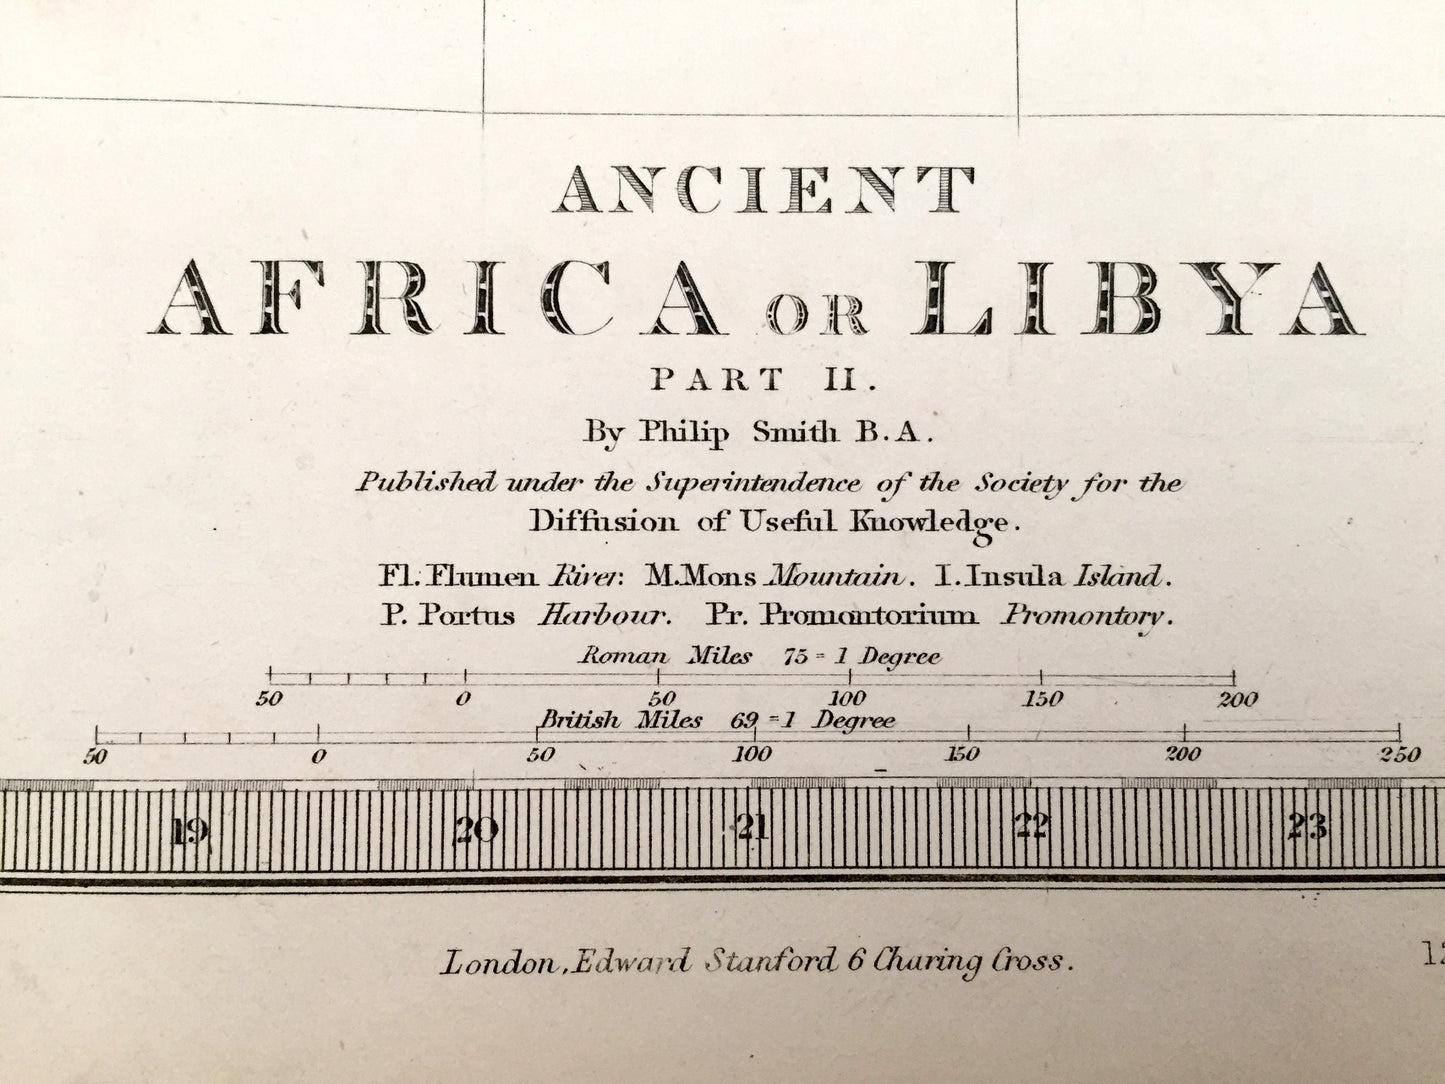 ANCIENT
AFRICA OR LIBYA
PART II.
By Philip Smith B.A.
Published under the Superintendence of the Society for the
Diffusion of Useful Knowledge.
Fl. Flumen River: M. Mons Mountain. I. Insula Island.
P. Portus Harbour. Pr. Promontorium Promontory.
Roman Miles 75 = 1 Degree
50 0 50 100 150 200
British Miles 69 = 1 Degree
50 0 50 100 150 200 250
19 20 21 22 23
London, Edward Stanford 6 Charing Cross.